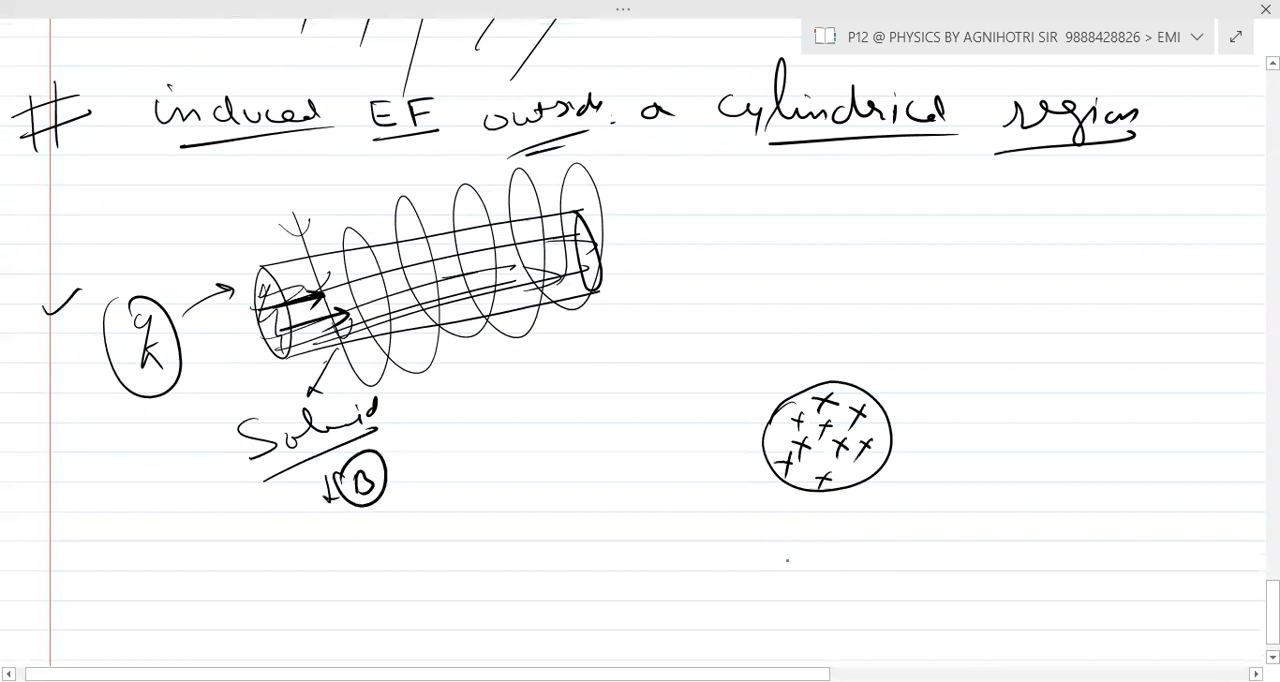 P12 @ PHYSICS BY AGNIHOTRI SIR 9888428826 > EMI
# induced EF outside a cylindrical region
Solenoid
B